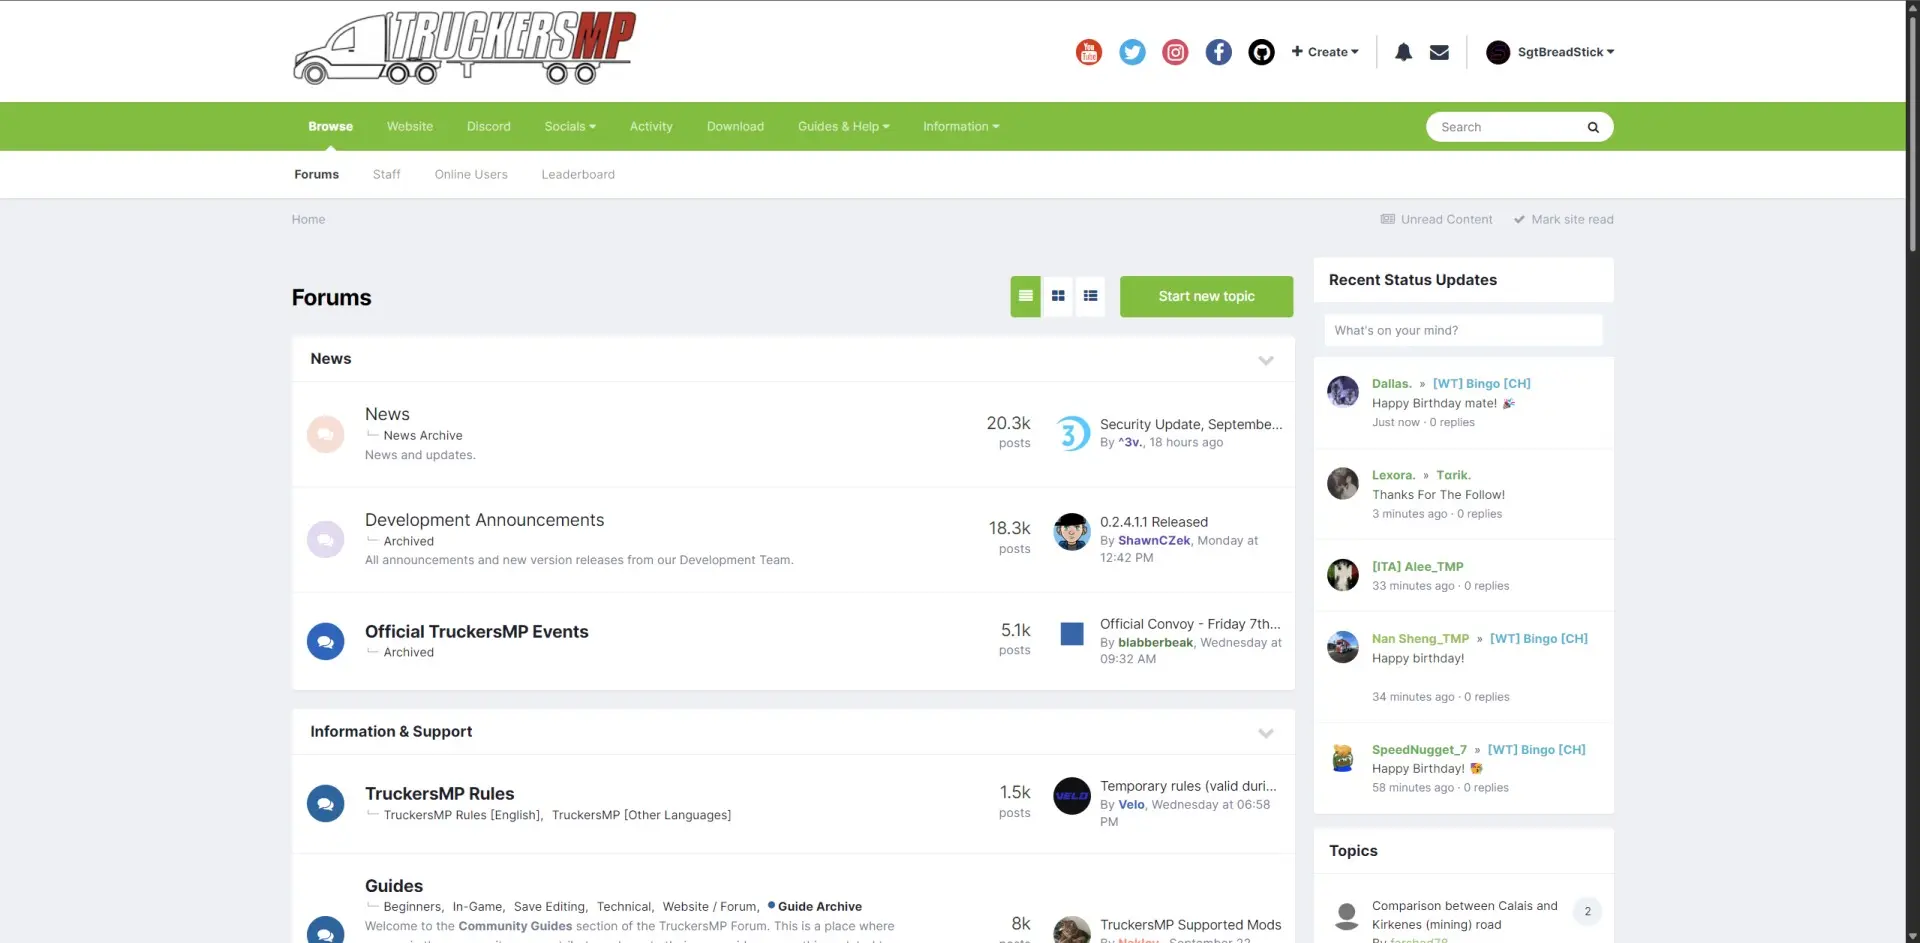 TRUCKERSMP
You Tube
Create
SgtBreadStick
Browse
Website
Discord
Socials
Activity
Download
Guides & Help
Information
Search
Forums
Staff
Online Users
Leaderboard
Home
Unread Content
Mark site read
Forums
Start new topic
News
News
News Archive
News and updates.
20.3k
posts
Security Update, Septembe...
By ^3v., 18 hours ago
Development Announcements
Archived
All announcements and new version releases from our Development Team.
18.3k
posts
0.2.4.1.1 Released
By ShawnCZek, Monday at
12:42 PM
Official TruckersMP Events
Archived
5.1k
posts
Official Convoy - Friday 7th...
By blabberbeak, Wednesday at
09:32 AM
Information & Support
TruckersMP Rules
TruckersMP Rules [English], TruckersMP [Other Languages]
1.5k
posts
VELO
Temporary rules (valid duri...
By Velo, Wednesday at 06:58
PM
Guides
Beginners, In-Game, Save Editing, Technical, Website / Forum, Guide Archive
Welcome to the Community Guides section of the TruckersMP Forum. This is a place where
8k
TruckersMP Supported Mods
Recent Status Updates
What's on your mind?
Dallas. » [WT] Bingo [CH]
Happy Birthday mate! 🎉
Just now · 0 replies
Lexora. » Tαrik.
Thanks For The Follow!
3 minutes ago · 0 replies
[ITA] Alee_TMP
33 minutes ago · 0 replies
Nan Sheng_TMP » [WT] Bingo [CH]
Happy birthday!
34 minutes ago · 0 replies
SpeedNugget_7 » [WT] Bingo [CH]
Happy Birthday! 🥳
58 minutes ago · 0 replies
Topics
Comparison between Calais and
Kirkenes (mining) road
2